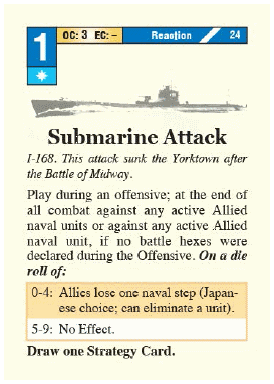 1
OC: 3 EC: –
Reaction
24
Submarine Attack
I-168. This attack sunk the Yorktown after
the Battle of Midway.
Play during an offensive; at the end of
all combat against any active Allied
naval units or against any active Allied
naval unit, if no battle hexes were
declared during the Offensive. On a die
roll of:
0-4: Allies lose one naval step (Japan-
ese choice; can eliminate a unit).
5-9: No Effect.
Draw one Strategy Card.